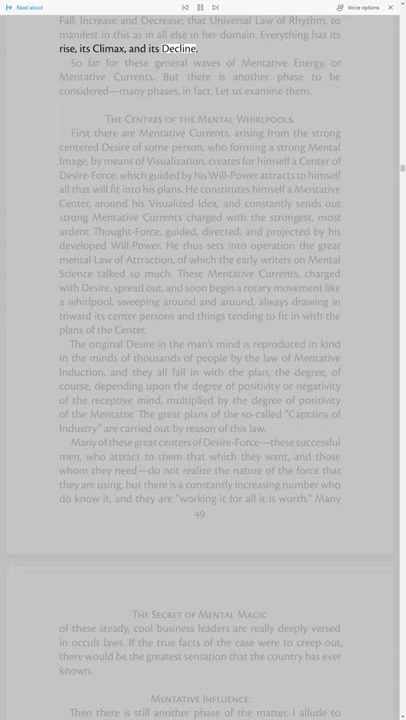 Read aloud
Voice options
Fall; Increase and Decrease; that Universal Law of Rhythm, to
manifest in this as in all else in her domain. Everything has its
rise, its Climax, and its Decline.
So far for these general waves of Mentative Energy, or
Mentative Currents. But there is another phase to be
considered—many phases, in fact. Let us examine them.
The Centres of the Mental Whirlpools.
First there are Mentative Currents, arising from the strong
centered Desire of some person, who forming a strong Mental
Image, by means of Visualization, creates for himself a Center of
Desire-Force, which guided by his Will-Power attracts to himself
all that will fit into his plans. He constitutes himself a Mentative
Center, around his Visualized Idea, and constantly sends out
strong Mentative Currents charged with the strongest, most
ardent Thought-Force, guided, directed, and projected by his
developed Will-Power. He thus sets into operation the great
mental Law of Attraction, of which the early writers on Mental
Science talked so much. These Mentative Currents, charged
with Desire, spread out, and soon begin a rotary movement like
a whirlpool, sweeping around and around, always drawing in
toward its center persons and things tending to fit in with the
plans of the Center.
The original Desire in the man's mind is reproduced in kind
in the minds of thousands of people by the law of Mentative
Induction, and they all fall in with the plan, the degree, of
course, depending upon the degree of positivity or negativity
of the receptive mind, multiplied by the degree of positivity
of the Mentator. The great plans of the so-called “Captains of
Industry” are carried out by reason of this law.
Many of these great centers of Desire-Force—these successful
men, who attract to them that which they want, and those
whom they need—do not realize the nature of the force that
they are using, but there is a constantly increasing number who
do know it, and they are “working it for all it is worth.” Many
49
The Secret of Mental Magic
of these steady, cool business leaders are really deeply versed
in occult laws. If the true facts of the case were to creep out,
there would be the greatest sensation that the country has ever
known.
Mentative Influence.
Then there is still another phase of the matter. I allude to